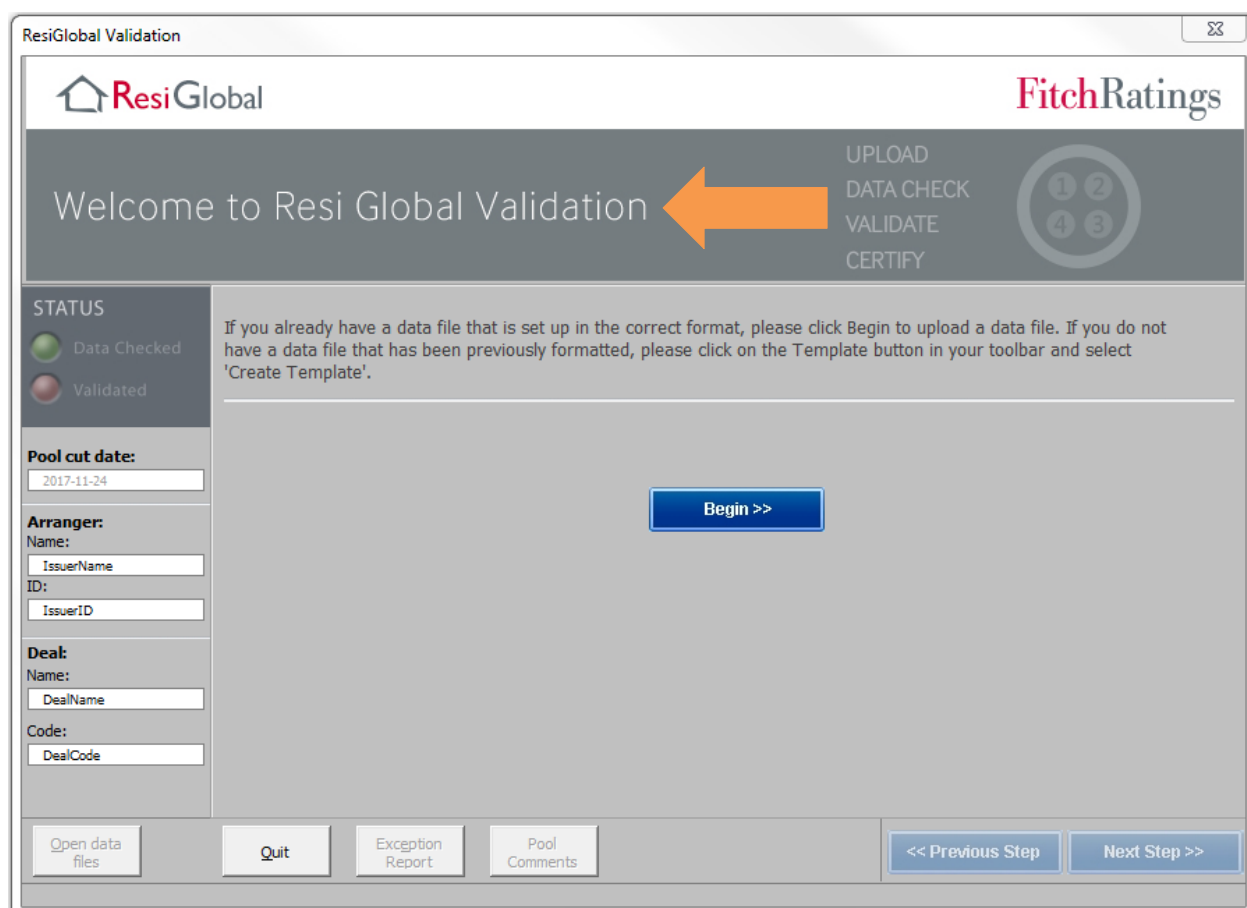 ResiGlobal Validation
ResiGlobal
FitchRatings
Welcome to Resi Global Validation
UPLOAD
DATA CHECK
VALIDATE
CERTIFY
1 2
4 3
STATUS
Data Checked
Validated
If you already have a data file that is set up in the correct format, please click Begin to upload a data file. If you do not
have a data file that has been previously formatted, please click on the Template button in your toolbar and select
'Create Template'.
Pool cut date:
2017-11-24
Arranger:
Name:
IssuerName
ID:
IssuerID
Deal:
Name:
DealName
Code:
DealCode
Begin >>
Open data
files
Quit
Exception
Report
Pool
Comments
<< Previous Step
Next Step >>